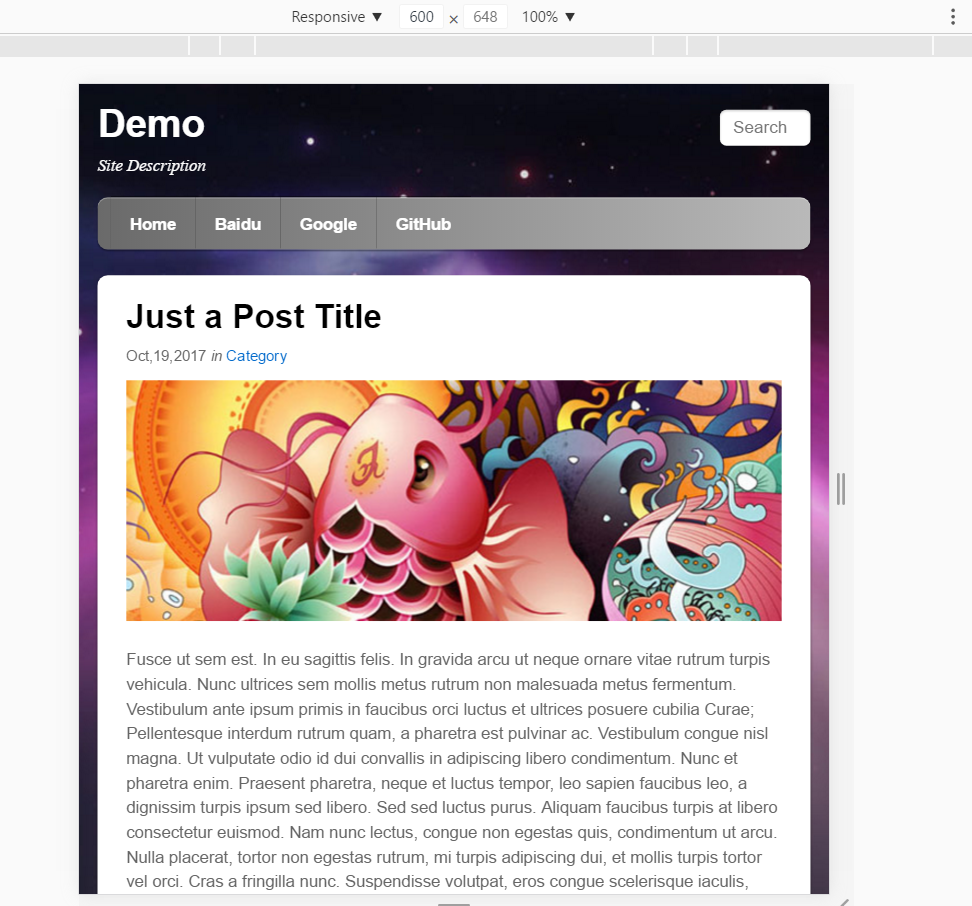 Responsive ▼ 600 × 648 100% ▼
Demo
Search
Site Description
Home Baidu Google GitHub
Just a Post Title
Oct,19,2017 in Category
Fusce ut sem est. In eu sagittis felis. In gravida arcu ut neque ornare vitae rutrum turpis
vehicula. Nunc ultrices sem mollis metus rutrum non malesuada metus fermentum.
Vestibulum ante ipsum primis in faucibus orci luctus et ultrices posuere cubilia Curae;
Pellentesque interdum rutrum quam, a pharetra est pulvinar ac. Vestibulum congue nisl
magna. Ut vulputate odio id dui convallis in adipiscing libero condimentum. Nunc et
pharetra enim. Praesent pharetra, neque et luctus tempor, leo sapien faucibus leo, a
dignissim turpis ipsum sed libero. Sed sed luctus purus. Aliquam faucibus turpis at libero
consectetur euismod. Nam nunc lectus, congue non egestas quis, condimentum ut arcu.
Nulla placerat, tortor non egestas rutrum, mi turpis adipiscing dui, et mollis turpis tortor
vel orci. Cras a fringilla nunc. Suspendisse volutpat, eros congue scelerisque iaculis,